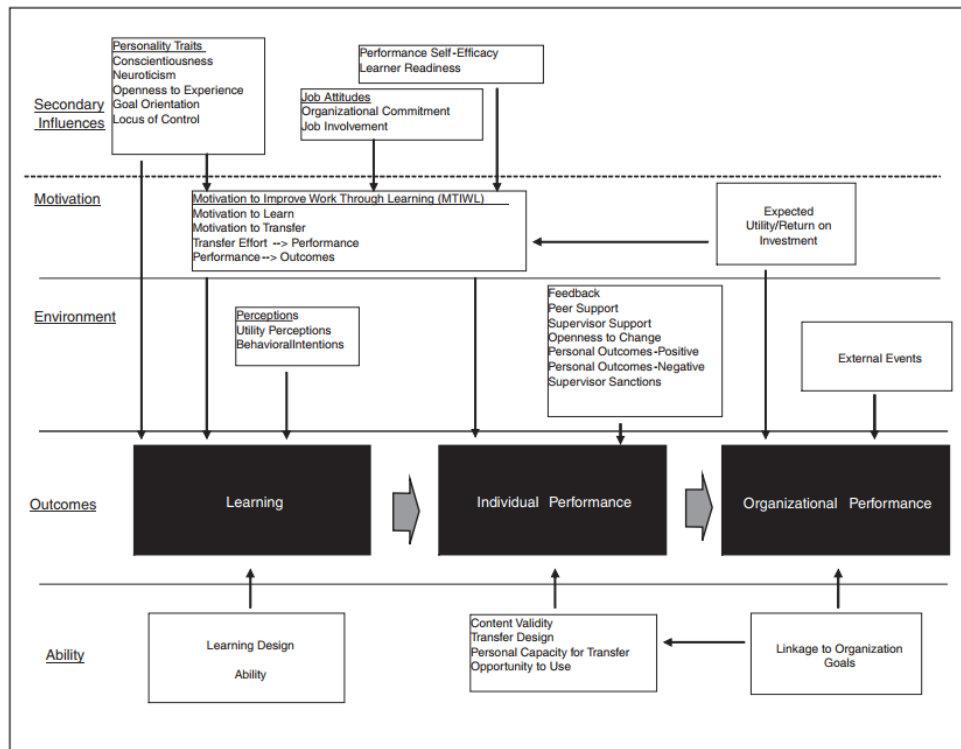 Personality Traits
Conscientiousness
Neuroticism
Openness to Experience
Goal Orientation
Locus of Control
Performance Self-Efficacy
Learner Readiness
Job Attitudes
Organizational Commitment
Job Involvement
Secondary
Influences
Motivation
Motivation to Improve Work Through Learning (MTIWL)
Motivation to Learn
Motivation to Transfer
Transfer Effort --> Performance
Performance--> Outcomes
Expected
Utility/Return on
Investment
Environment
Perceptions
Utility Perceptions
BehavioralIntentions
Feedback
Peer Support
Supervisor Support
Openness to Change
Personal Outcomes-Positive
Personal Outcomes-Negative
Supervisor Sanctions
External Events
Outcomes
Learning
Individual Performance
Organizational Performance
Ability
Learning Design
Ability
Content Validity
Transfer Design
Personal Capacity for Transfer
Opportunity to Use
Linkage to Organization
Goals